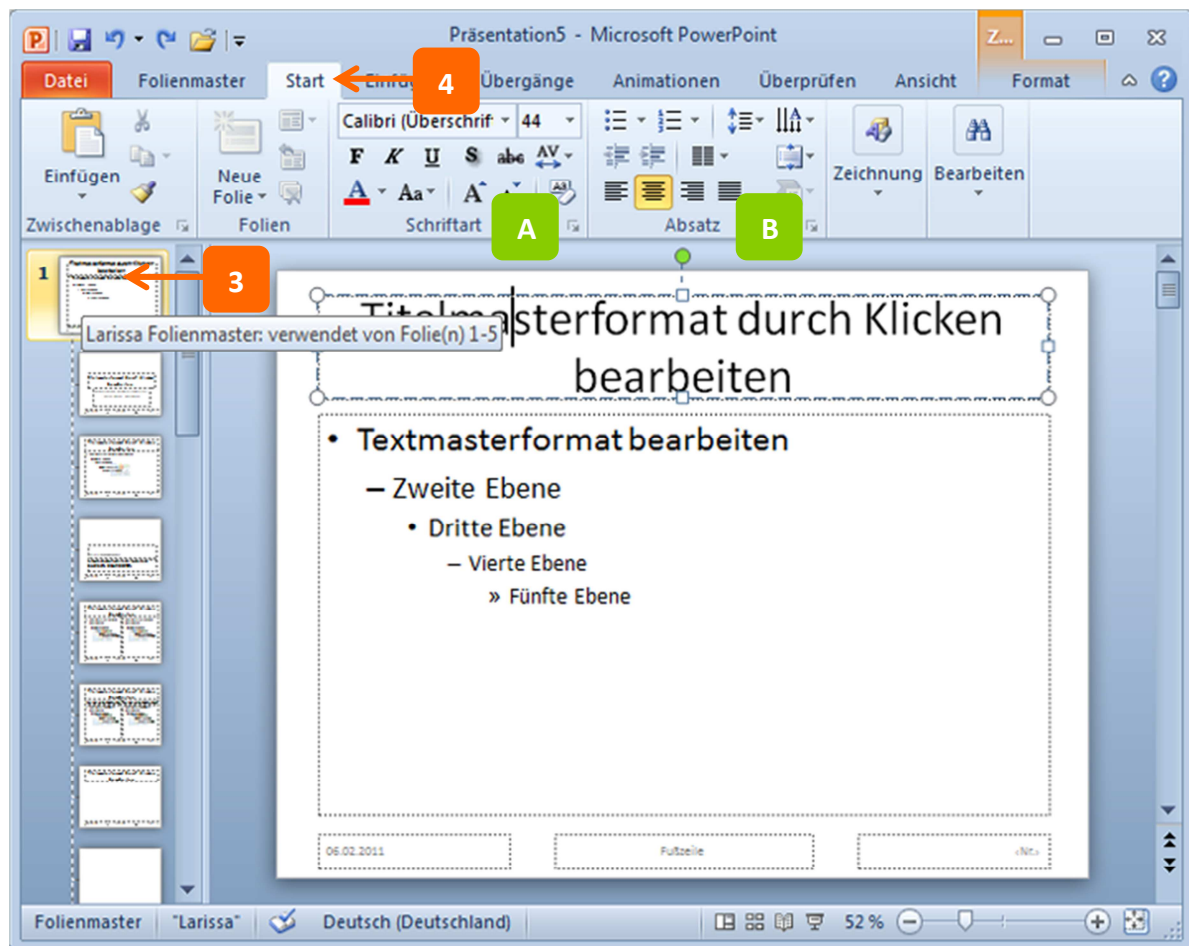 Präsentation5 - Microsoft PowerPoint
Z...
Datei Folienmaster Start Übergänge Animationen Überprüfen Ansicht Format
4
Calibri (Überschrif 44
F K U S abc AV
A Aa A
Einfügen
Neue
Folie
Zeichnung Bearbeiten
Zwischenablage Folien Schriftart Absatz
A
B
1
3
Larissa Folienmaster: verwendet von Folie(n) 1-5
Titelmasterformat durch Klicken
bearbeiten
• Textmasterformat bearbeiten
– Zweite Ebene
• Dritte Ebene
– Vierte Ebene
» Fünfte Ebene
06.02.2011 Fußzeile ‹Nr.›
Folienmaster "Larissa" Deutsch (Deutschland) 52 %